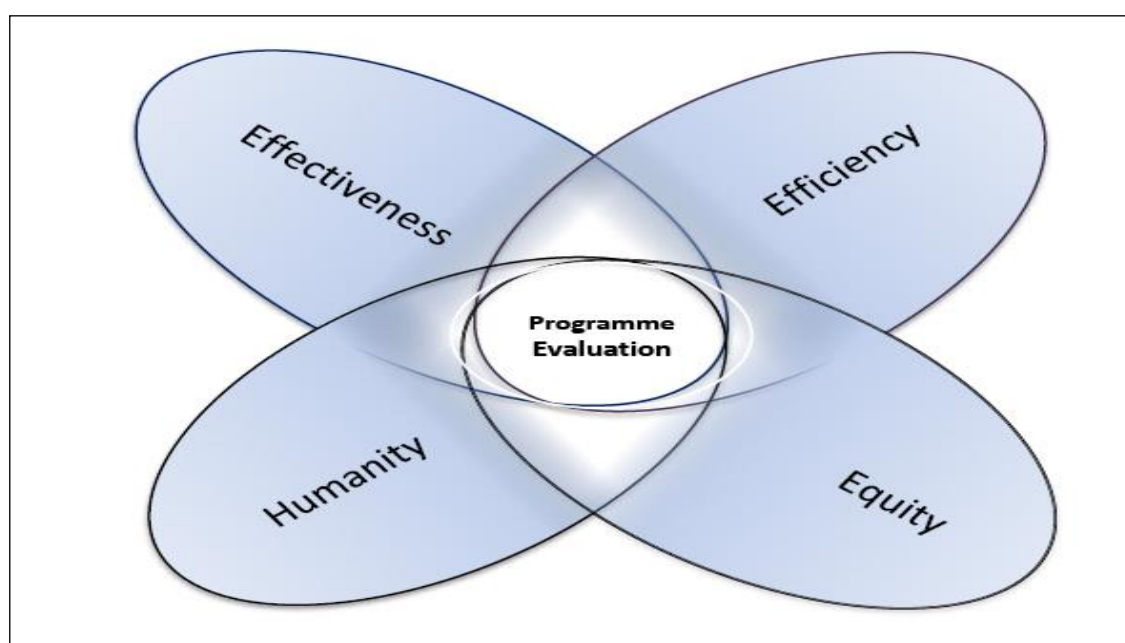 Effectiveness
Efficiency
Programme
Evaluation
Humanity
Equity